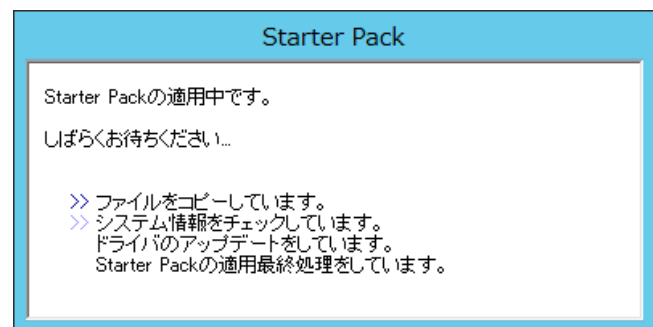 Starter Pack
Starter Packの適用中です。
しばらくお待ちください...
>> ファイルをコピーしています。
>> システム情報をチェックしています。
ドライバのアップデートをしています。
Starter Packの適用最終処理をしています。